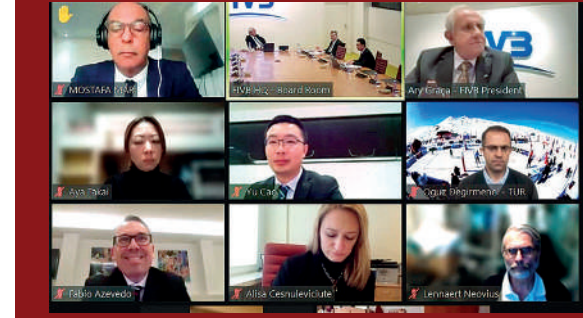 FIVB
MOSTAFA
FIVB HQ - Board Room
Ary Graça - FIVB President
Aya Takai
Yu Cao
Oguz Degirmenci - TUR
Fabio Azevedo
Alisa Cesnuleviciute
Lennaert Neovius